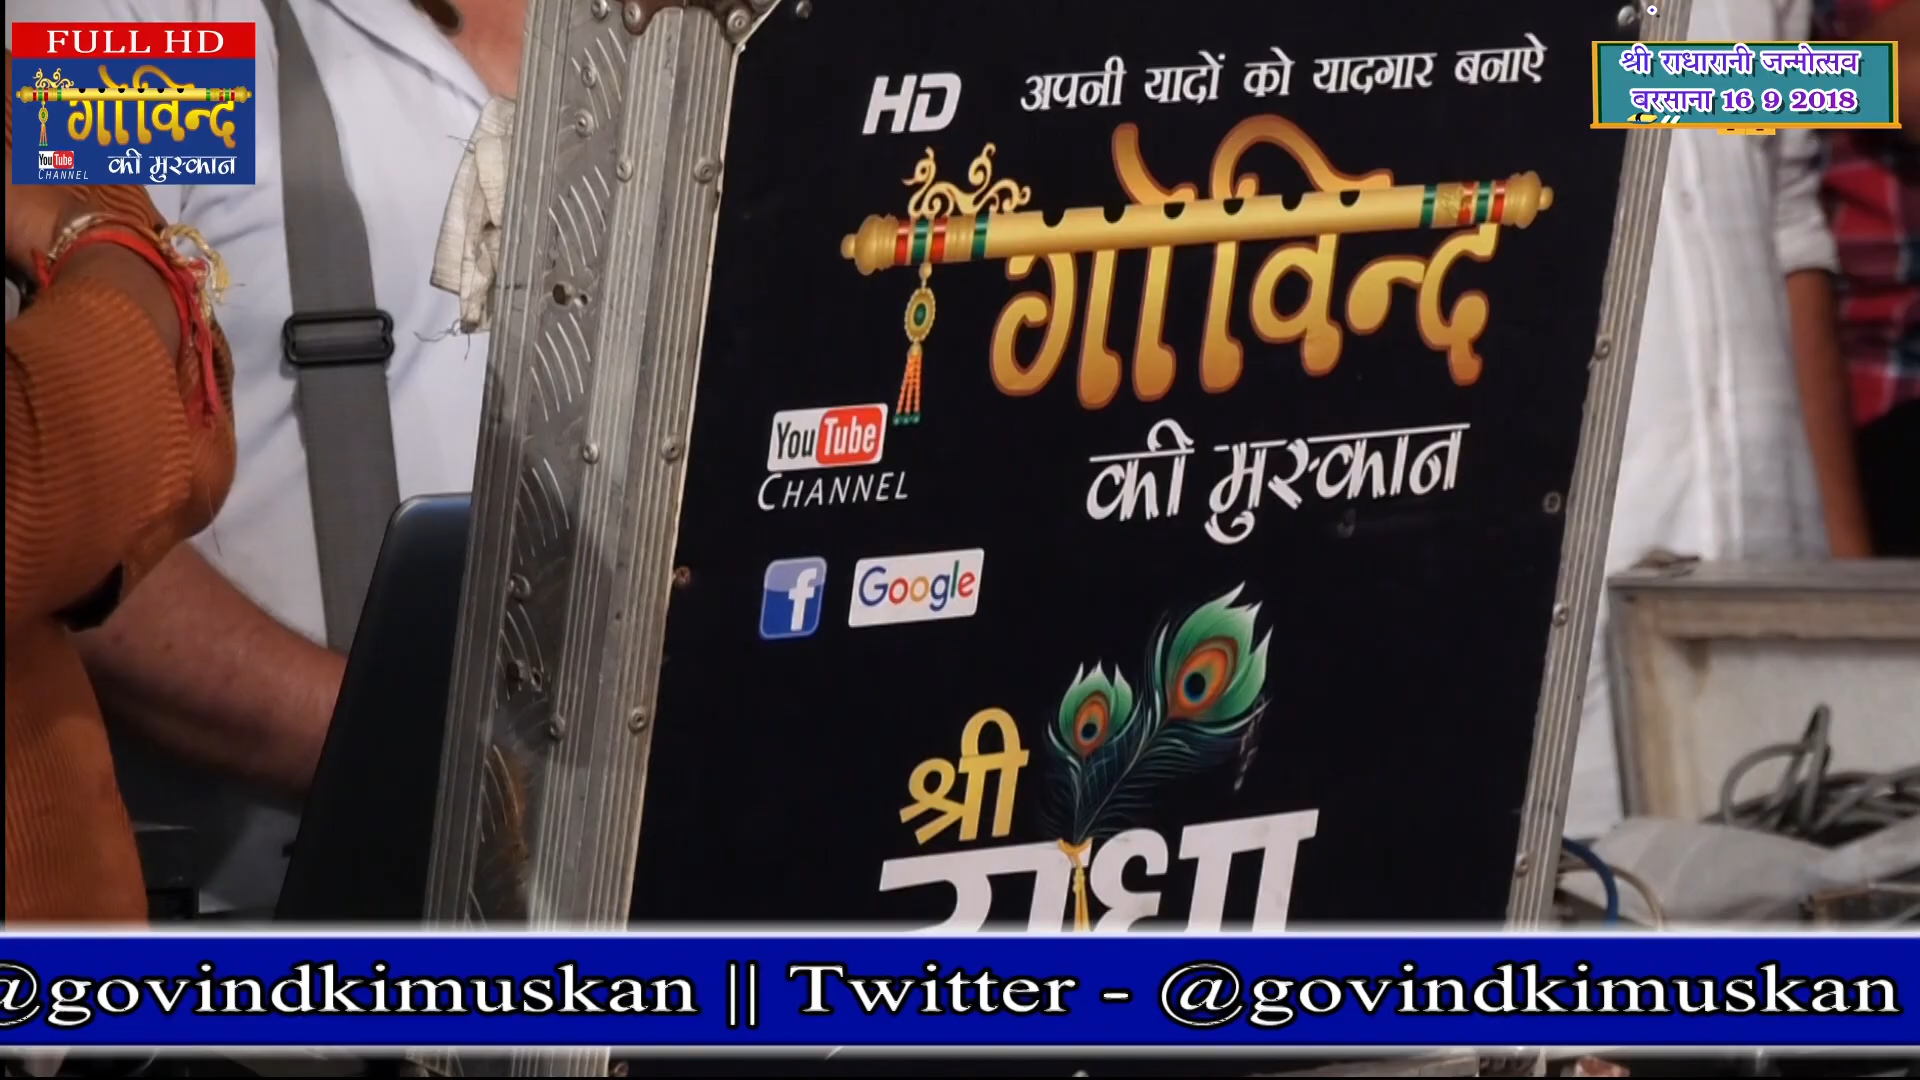 FULL HD
गोविन्द
YouTube
CHANNEL
की मुस्कान
श्री राधारानी जन्मोत्सव
बरसाना 16 9 2018
HD
अपनी यादों को यादगार बनाऐ
गोविन्द
YouTube
CHANNEL
की मुस्कान
f
Google
श्री
राधा
@govindkimuskan || Twitter - @govindkimuskan